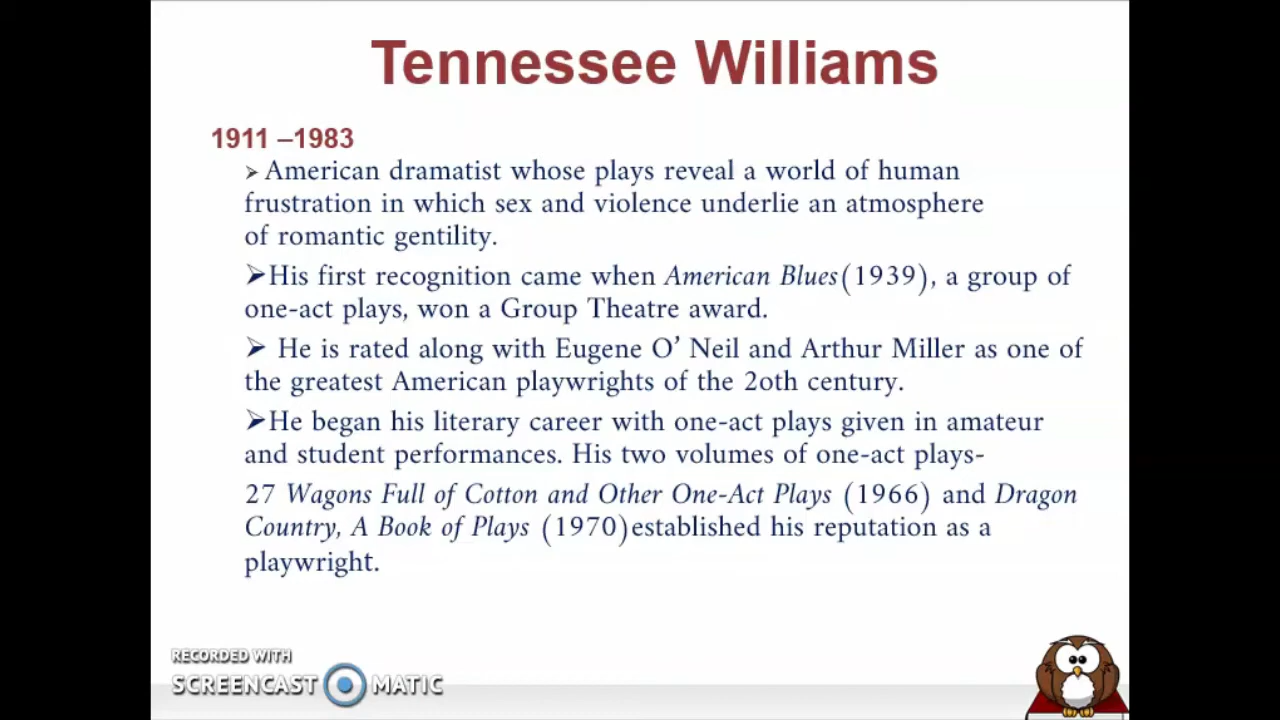 Tennessee Williams
1911 –1983
➢ American dramatist whose plays reveal a world of human
frustration in which sex and violence underlie an atmosphere
of romantic gentility.
➢His first recognition came when American Blues(1939), a group of
one-act plays, won a Group Theatre award.
➢ He is rated along with Eugene O’ Neil and Arthur Miller as one of
the greatest American playwrights of the 2oth century.
➢He began his literary career with one-act plays given in amateur
and student performances. His two volumes of one-act plays-
27 Wagons Full of Cotton and Other One-Act Plays (1966) and Dragon
Country, A Book of Plays (1970)established his reputation as a
playwright.
RECORDED WITH
SCREENCAST MATIC